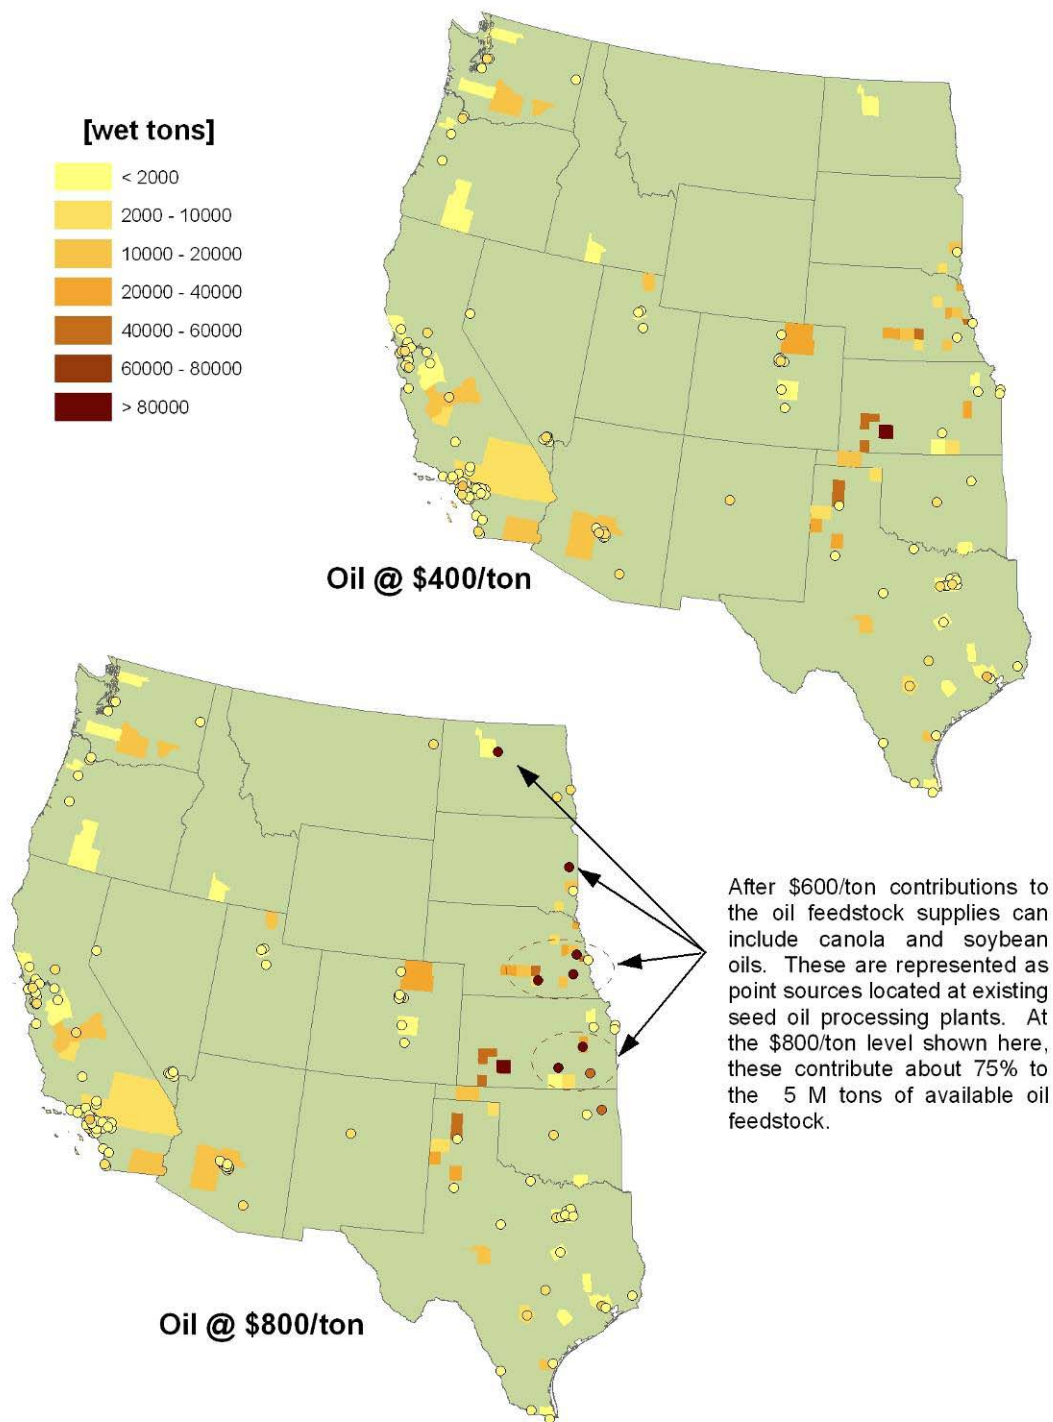 [wet tons]
< 2000
2000 - 10000
10000 - 20000
20000 - 40000
40000 - 60000
60000 - 80000
> 80000
Oil @ $400/ton
After $600/ton contributions to
the oil feedstock supplies can
include canola and soybean
oils. These are represented as
point sources located at existing
seed oil processing plants. At
the $800/ton level shown here,
these contribute about 75% to
the 5 M tons of available oil
feedstock.
Oil @ $800/ton